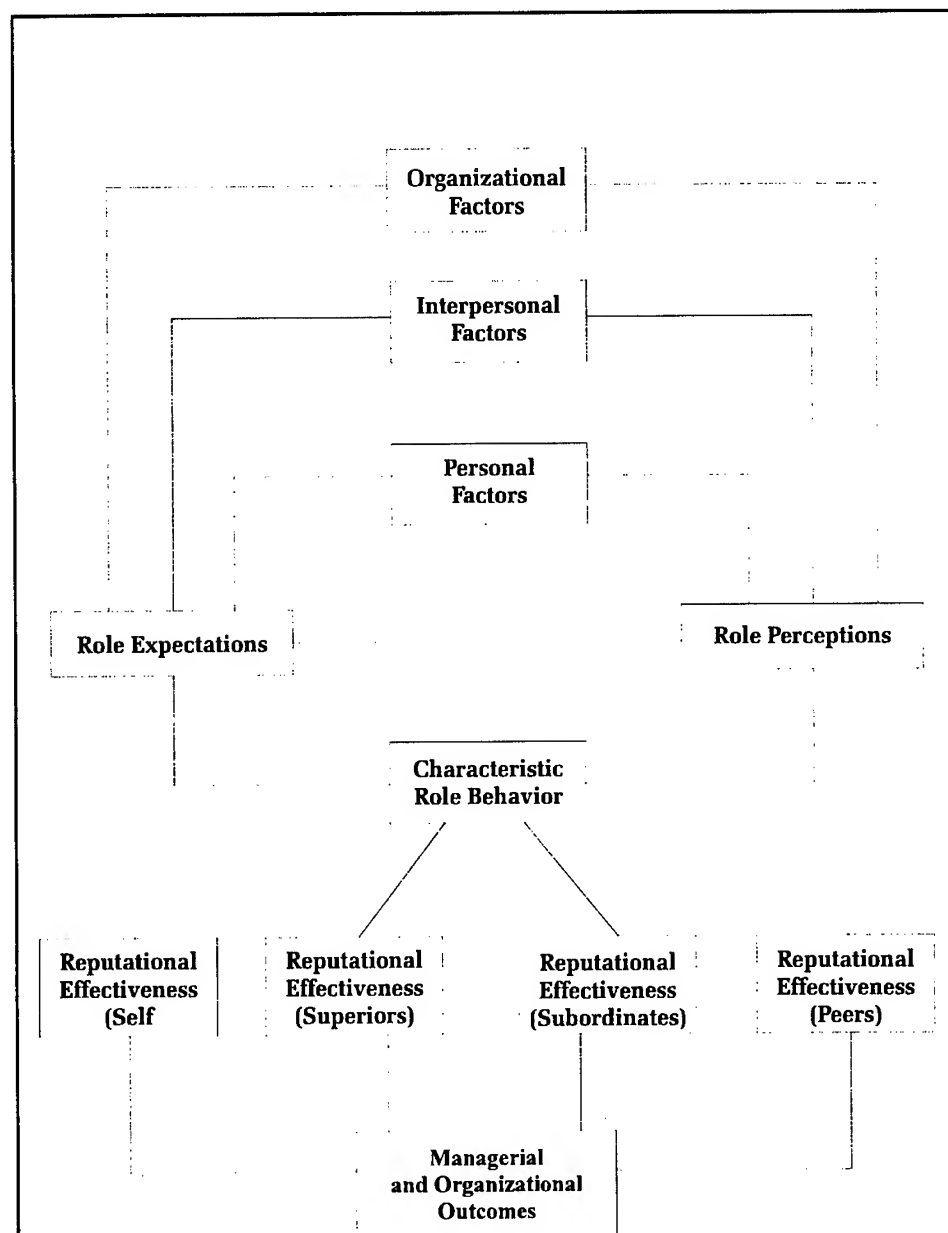 Organizational
Factors
Interpersonal
Factors
Personal
Factors
Role Expectations
Role Perceptions
Characteristic
Role Behavior
Reputational
Effectiveness
(Self
Reputational
Effectiveness
(Superiors)
Reputational
Effectiveness
(Subordinates)
Reputational
Effectiveness
(Peers)
Managerial
and Organizational
Outcomes